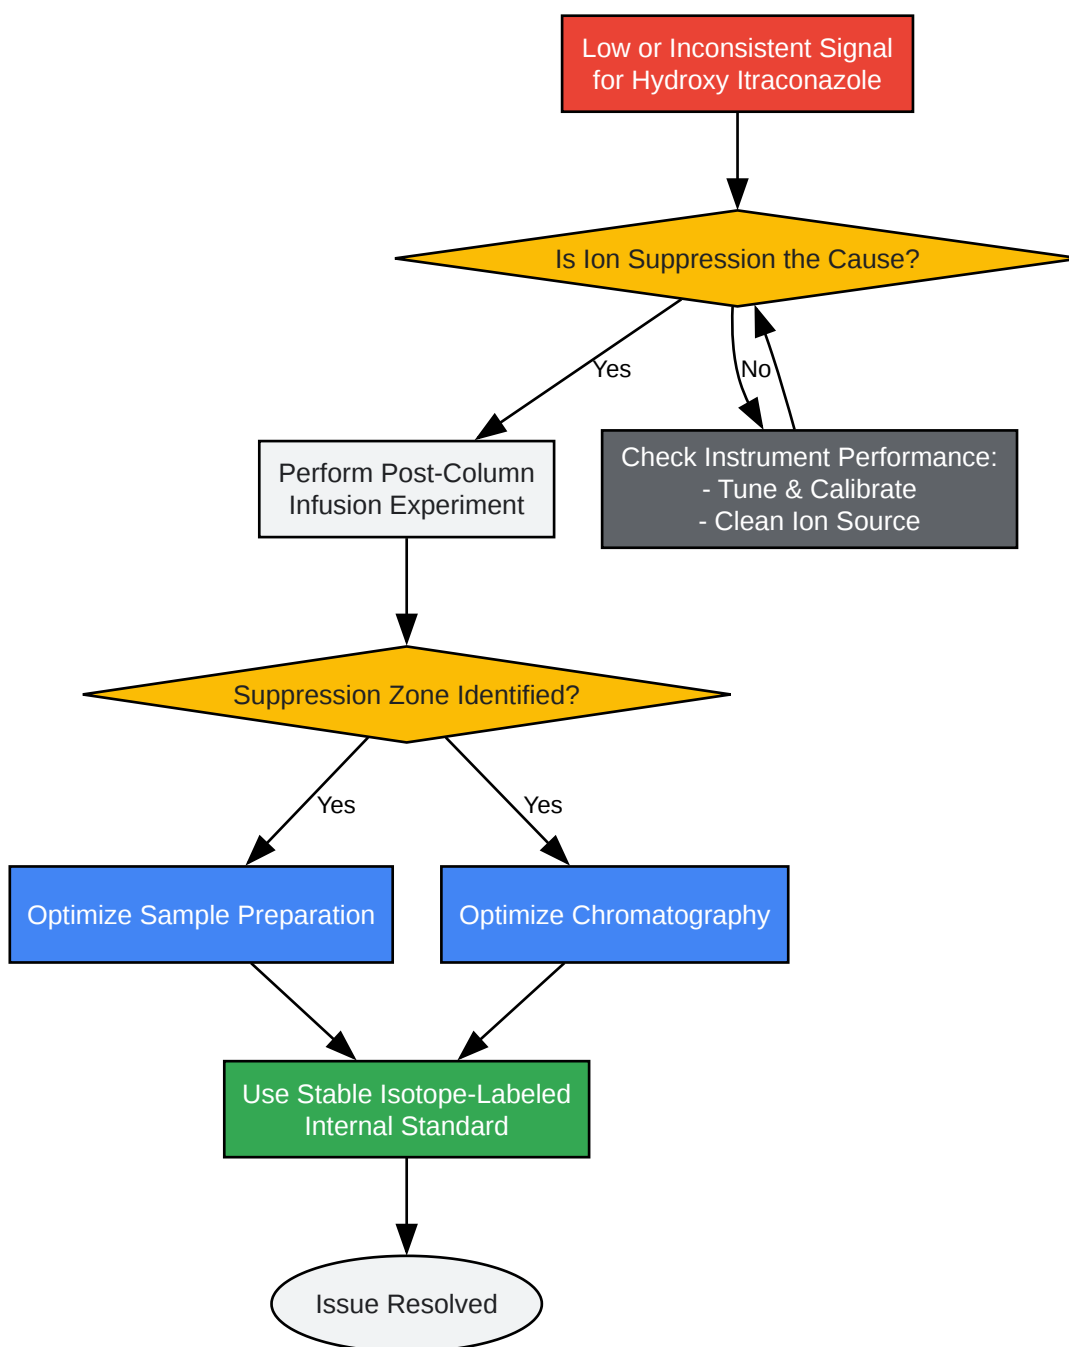 Low or Inconsistent Signal
for Hydroxy Itraconazole
Is Ion Suppression the Cause?
Yes
No
Perform Post-Column
Infusion Experiment
Check Instrument Performance:
- Tune & Calibrate
- Clean Ion Source
Suppression Zone Identified?
Yes
Yes
Optimize Sample Preparation
Optimize Chromatography
Use Stable Isotope-Labeled
Internal Standard
Issue Resolved